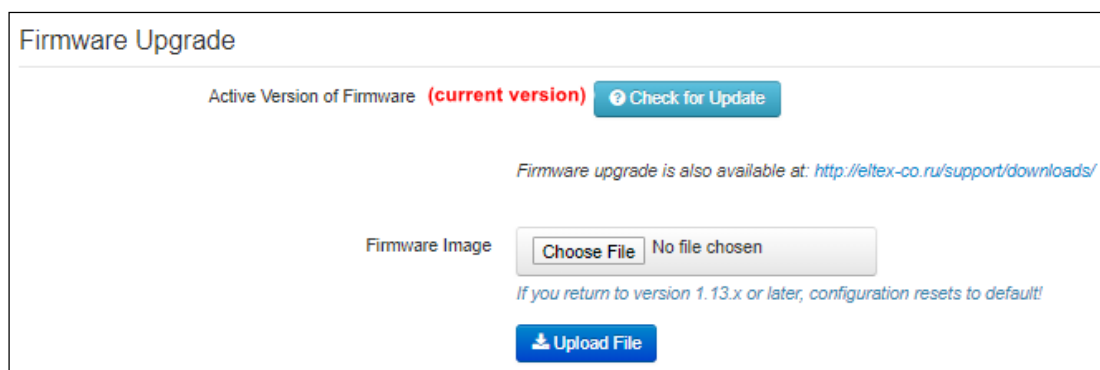 Firmware Upgrade
Active Version of Firmware (current version) Check for Update
Firmware upgrade is also available at: http://eltex-co.ru/support/downloads/
Firmware Image Choose File No file chosen
If you return to version 1.13.x or later, configuration resets to default!
Upload File